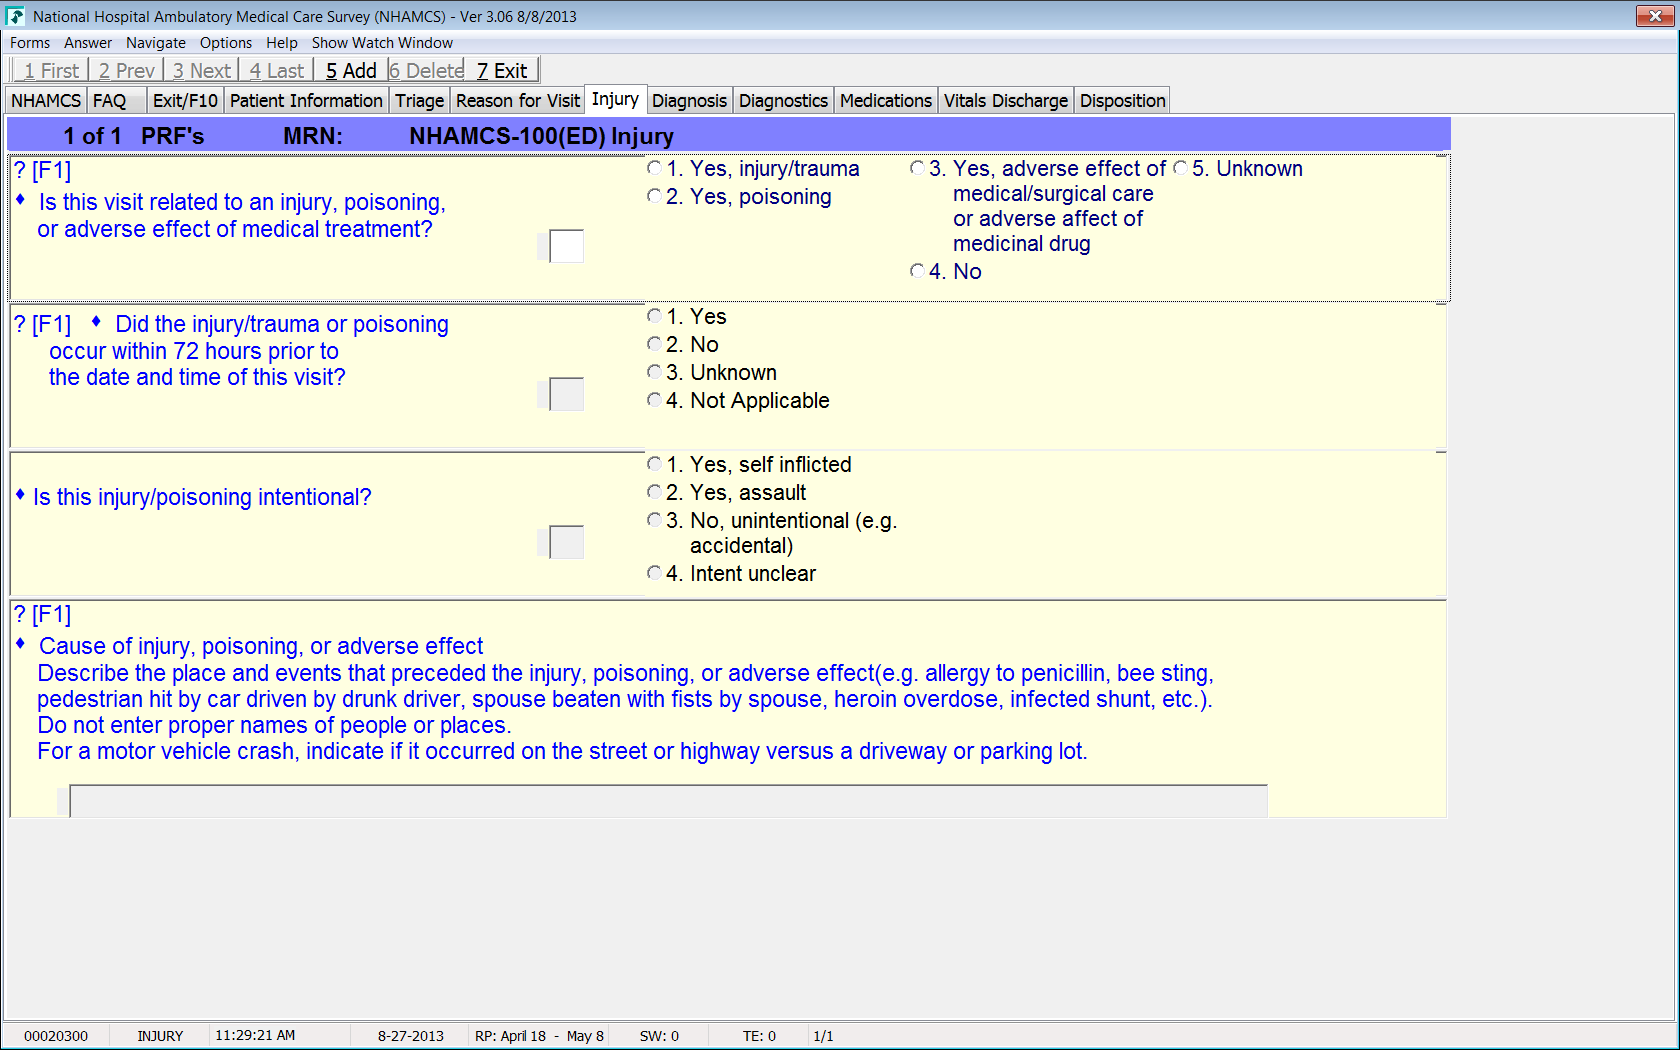 National Hospital Ambulatory Medical Care Survey (NHAMCS) - Ver 3.06 8/8/2013
Forms Answer Navigate Options Help Show Watch Window
1 First 2 Prev 3 Next 4 Last 5 Add 6 Delete 7 Exit
NHAMCS FAQ Exit/F10 Patient Information Triage Reason for Visit Injury Diagnosis Diagnostics Medications Vitals Discharge Disposition
1 of 1 PRF's MRN: NHAMCS-100(ED) Injury
? [F1]
♦ Is this visit related to an injury, poisoning,
or adverse effect of medical treatment?
1. Yes, injury/trauma
2. Yes, poisoning
3. Yes, adverse effect of
medical/surgical care
or adverse affect of
medicinal drug
4. No
5. Unknown
? [F1] ♦ Did the injury/trauma or poisoning
occur within 72 hours prior to
the date and time of this visit?
1. Yes
2. No
3. Unknown
4. Not Applicable
♦ Is this injury/poisoning intentional?
1. Yes, self inflicted
2. Yes, assault
3. No, unintentional (e.g.
accidental)
4. Intent unclear
? [F1]
♦ Cause of injury, poisoning, or adverse effect
Describe the place and events that preceded the injury, poisoning, or adverse effect(e.g. allergy to penicillin, bee sting,
pedestrian hit by car driven by drunk driver, spouse beaten with fists by spouse, heroin overdose, infected shunt, etc.).
Do not enter proper names of people or places.
For a motor vehicle crash, indicate if it occurred on the street or highway versus a driveway or parking lot.
00020300 INJURY 11:29:21 AM 8-27-2013 RP: April 18 - May 8 SW: 0 TE: 0 1/1